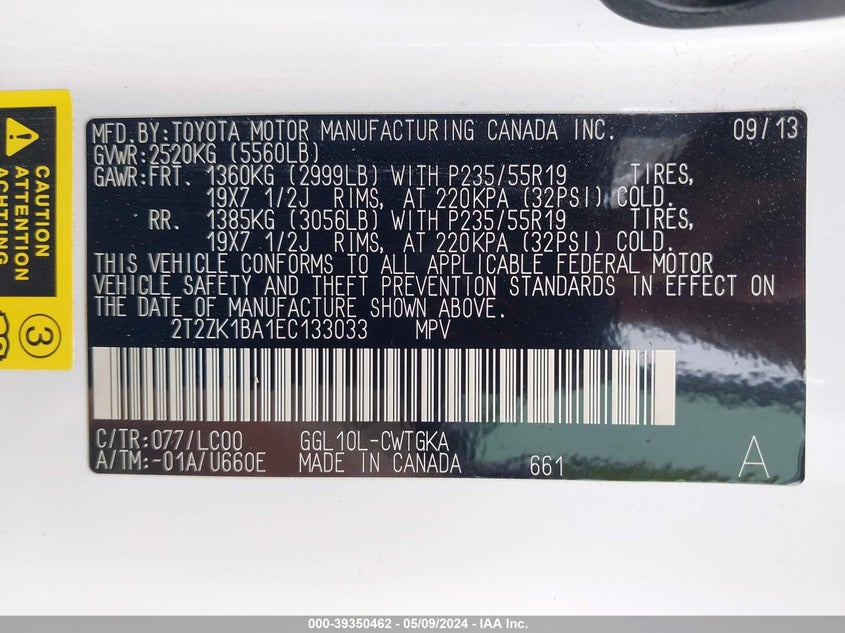 CAUTION
ATTENTION
3
MFD.BY:TOYOTA MOTOR MANUFACTURING CANADA INC. 09/13
GVWR:2520KG (5560LB)
GAWR:FRT. 1360KG (2999LB) WITH P235/55R19 TIRES,
19X7 1/2J RIMS, AT 220KPA (32PSI) COLD.
RR. 1385KG (3056LB) WITH P235/55R19 TIRES,
19X7 1/2J RIMS, AT 220KPA (32PSI) COLD.
THIS VEHICLE CONFORMS TO ALL APPLICABLE FEDERAL MOTOR
VEHICLE SAFETY AND THEFT PREVENTION STANDARDS IN EFFECT ON
THE DATE OF MANUFACTURE SHOWN ABOVE.
2T2ZK1BA1EC133033 MPV
C/TR:077/LC00 GGL10L-CWTGKA
A/TM:-01A/U660E MADE IN CANADA 661 A
000-39350462 - 05/09/2024 - IAA Inc.